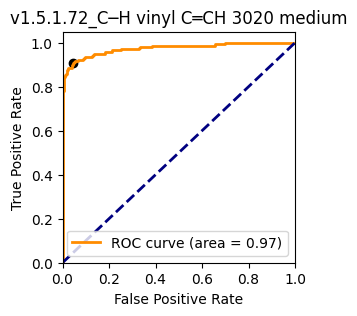 v1.5.1.72_C─H vinyl C═CH 3020 medium
True Positive Rate
1.0
0.8
0.6
0.4
0.2
0.0
ROC curve (area = 0.97)
0.0 0.2 0.4 0.6 0.8 1.0
False Positive Rate